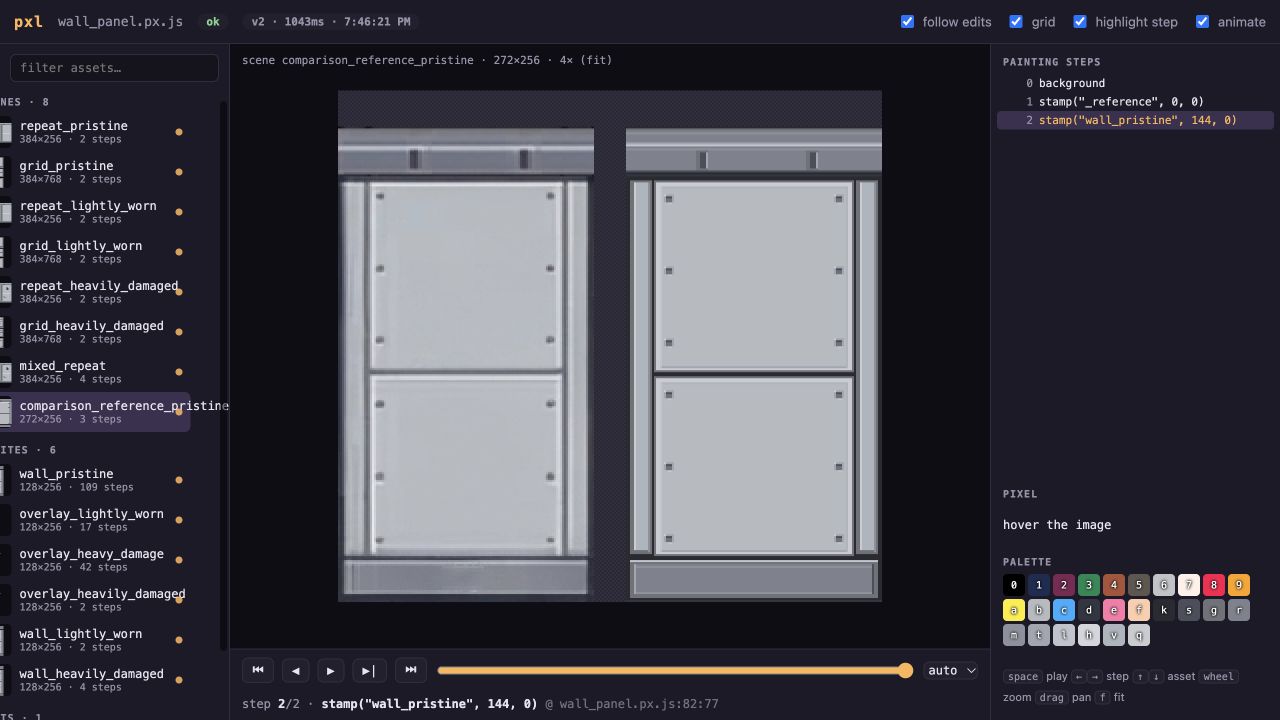 pxl wall_panel.px.js ok v2 · 1043ms · 7:46:21 PM follow edits grid highlight step animate
filter assets…
NES · 8
repeat_pristine
384×256 · 2 steps
grid_pristine
384×768 · 2 steps
repeat_lightly_worn
384×256 · 2 steps
grid_lightly_worn
384×768 · 2 steps
repeat_heavily_damaged
384×256 · 2 steps
grid_heavily_damaged
384×768 · 2 steps
mixed_repeat
384×256 · 4 steps
comparison_reference_pristine
272×256 · 3 steps
ITES · 6
wall_pristine
128×256 · 109 steps
overlay_lightly_worn
128×256 · 17 steps
overlay_heavy_damage
128×256 · 42 steps
overlay_heavily_damaged
128×256 · 2 steps
wall_lightly_worn
128×256 · 2 steps
wall_heavily_damaged
128×256 · 4 steps
TS · 1
scene comparison_reference_pristine · 272×256 · 4× (fit)
auto
step 2/2 · stamp("wall_pristine", 144, 0) @ wall_panel.px.js:82:77
PAINTING STEPS
0 background
1 stamp("_reference", 0, 0)
2 stamp("wall_pristine", 144, 0)
PIXEL
hover the image
PALETTE
0 1 2 3 4 5 6 7 8 9
a b c d e f k s g r
m t l h v q
space play ← → step ↑ ↓ asset wheel
zoom drag pan f fit